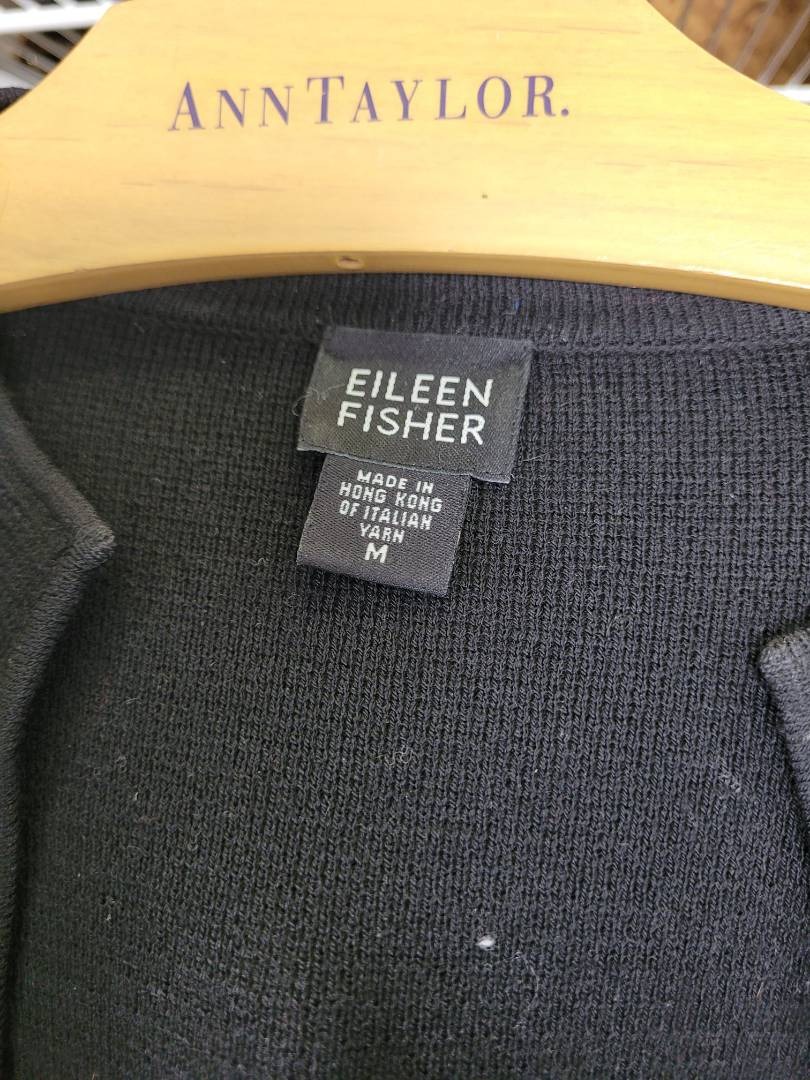 ANNTAYLOR.
EILEEN
FISHER
MADE IN
HONG KONG
OF ITALIAN
YARN
M